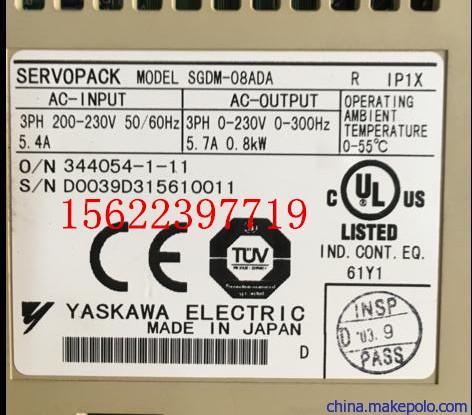 SERVOPACK MODEL SGDM-08ADA R IP1X
AC-INPUT AC-OUTPUT OPERATING
AMBIENT
TEMPERATURE
0-55℃
3PH 200-230V 50/60Hz 3PH 0-230V 0-300Hz
5.4A 5.7A 0.8kW
O/N 344054-1-11
S/N D0039D315610011
15622397719
CE
TÜV
C UL US
LISTED
IND. CONT. EQ.
61Y1
YASKAWA ELECTRIC
MADE IN JAPAN
D
INSP
D '03. 9
PASS
china.makepolo.com